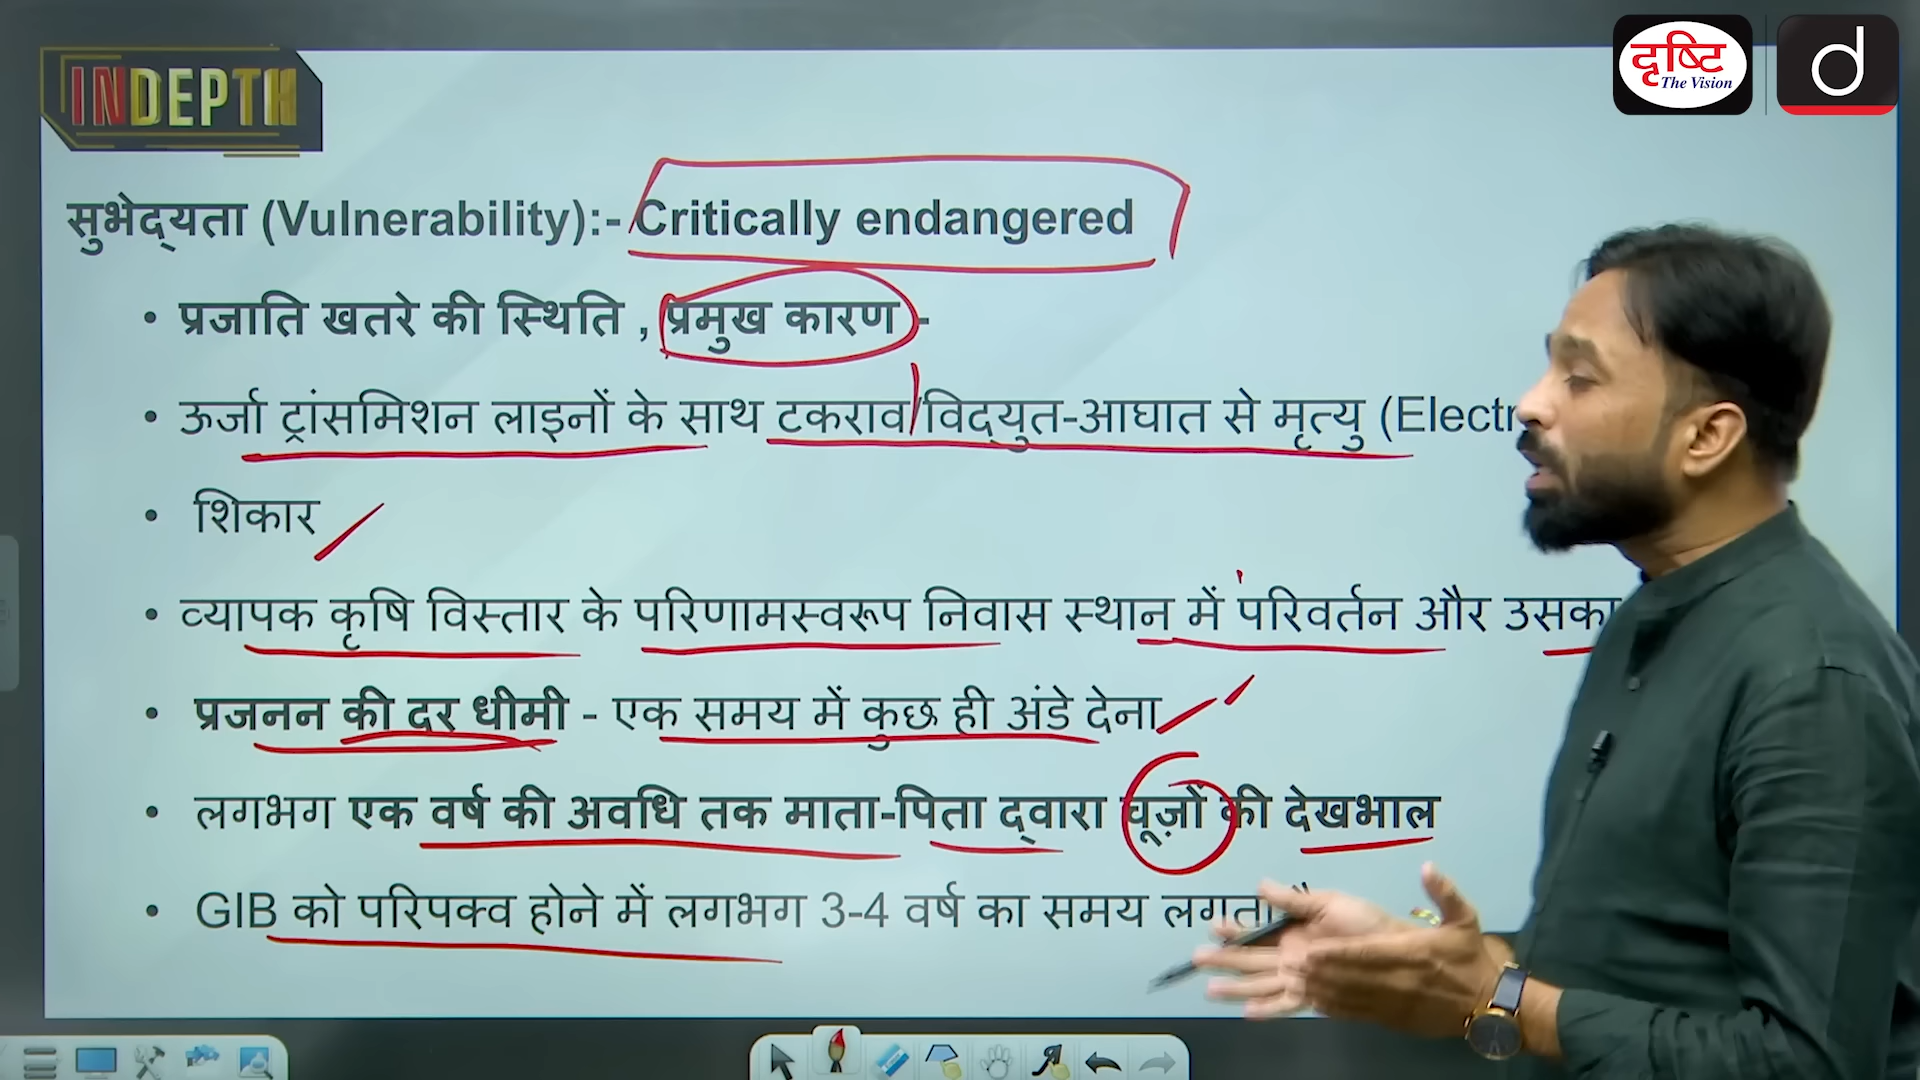 INDEPTH
दृष्टि
The Vision
d
सुभेद्यता (Vulnerability):- Critically endangered
• प्रजाति खतरे की स्थिति , प्रमुख कारण -
• ऊर्जा ट्रांसमिशन लाइनों के साथ टकराव/विद्युत-आघात से मृत्यु (Electr
• शिकार
• व्यापक कृषि विस्तार के परिणामस्वरूप निवास स्थान में परिवर्तन और उसका
• प्रजनन की दर धीमी - एक समय में कुछ ही अंडे देना
• लगभग एक वर्ष की अवधि तक माता-पिता द्वारा चूज़ों की देखभाल
• GIB को परिपक्व होने में लगभग 3-4 वर्ष का समय लगता